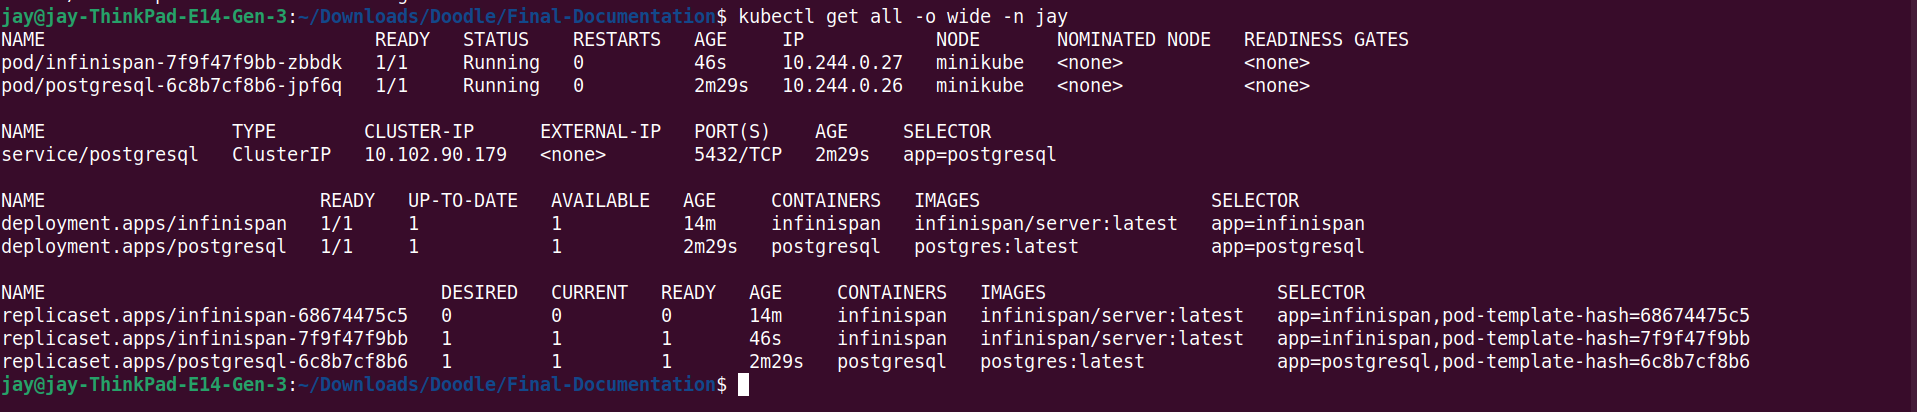 jay@jay-ThinkPad-E14-Gen-3:~/Downloads/Doodle/Final-Documentation$ kubectl get all -o wide -n jay
NAME                              READY   STATUS    RESTARTS   AGE     IP            NODE       NOMINATED NODE   READINESS GATES
pod/infinispan-7f9f47f9bb-zbbdk   1/1     Running   0          46s     10.244.0.27   minikube   <none>           <none>
pod/postgresql-6c8b7cf8b6-jpf6q   1/1     Running   0          2m29s   10.244.0.26   minikube   <none>           <none>

NAME                 TYPE        CLUSTER-IP      EXTERNAL-IP   PORT(S)    AGE     SELECTOR
service/postgresql   ClusterIP   10.102.90.179   <none>        5432/TCP   2m29s   app=postgresql

NAME                         READY   UP-TO-DATE   AVAILABLE   AGE     CONTAINERS   IMAGES                     SELECTOR
deployment.apps/infinispan   1/1     1            1           14m     infinispan   infinispan/server:latest   app=infinispan
deployment.apps/postgresql   1/1     1            1           2m29s   postgresql   postgres:latest            app=postgresql

NAME                                    DESIRED   CURRENT   READY   AGE     CONTAINERS   IMAGES                     SELECTOR
replicaset.apps/infinispan-68674475c5   0         0         0       14m     infinispan   infinispan/server:latest   app=infinispan,pod-template-hash=68674475c5
replicaset.apps/infinispan-7f9f47f9bb   1         1         1       46s     infinispan   infinispan/server:latest   app=infinispan,pod-template-hash=7f9f47f9bb
replicaset.apps/postgresql-6c8b7cf8b6   1         1         1       2m29s   postgresql   postgres:latest            app=postgresql,pod-template-hash=6c8b7cf8b6
jay@jay-ThinkPad-E14-Gen-3:~/Downloads/Doodle/Final-Documentation$